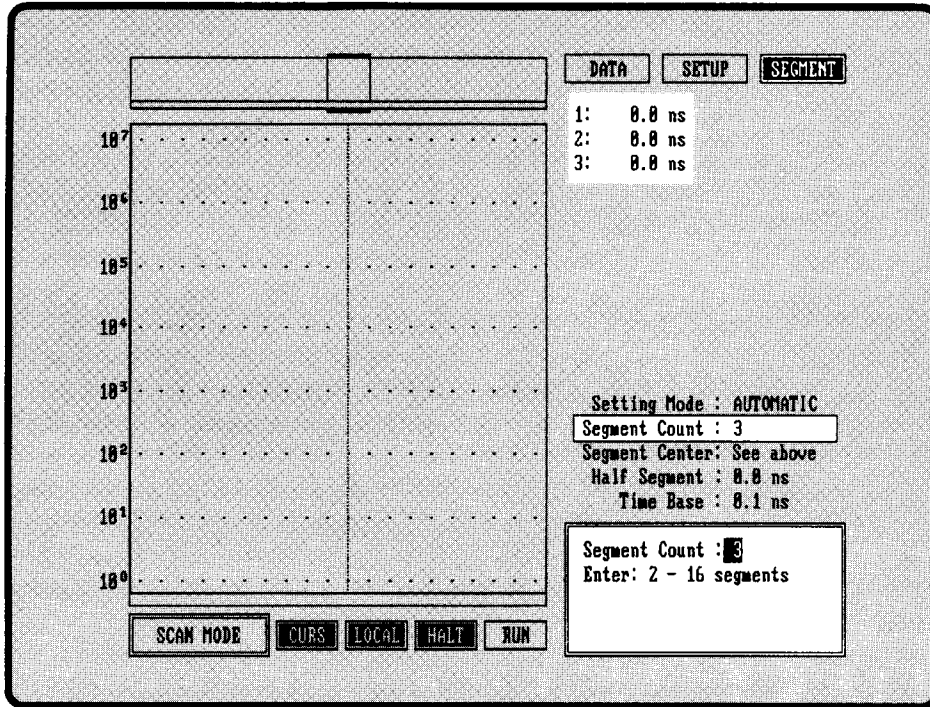 DATA SETUP SEGMENT
1: 0.0 ns
2: 0.0 ns
3: 0.0 ns
10⁷
10⁶
10⁵
10⁴
10³
10²
10¹
10⁰
Setting Mode : AUTOMATIC
Segment Count : 3
Segment Center: See above
Half Segment : 0.0 ns
Time Base : 0.1 ns
Segment Count : 3
Enter: 2 - 16 segments
SCAN MODE CURS LOCAL HALT RUN